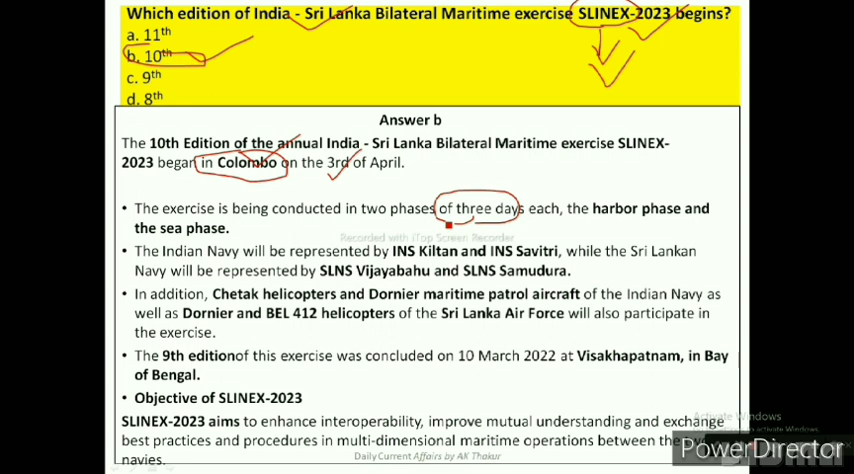 Which edition of India - Sri Lanka Bilateral Maritime exercise SLINEX-2023 begins?
a. 11th
b. 10th
c. 9th
d. 8th
Answer b
The 10th Edition of the annual India - Sri Lanka Bilateral Maritime exercise SLINEX-
2023 began in Colombo on the 3rd of April.
• The exercise is being conducted in two phases of three days each, the harbor phase and
the sea phase.
Recorded with iTop Screen Recorder
• The Indian Navy will be represented by INS Kiltan and INS Savitri, while the Sri Lankan
Navy will be represented by SLNS Vijayabahu and SLNS Samudura.
• In addition, Chetak helicopters and Dornier maritime patrol aircraft of the Indian Navy as
well as Dornier and BEL 412 helicopters of the Sri Lanka Air Force will also participate in
the exercise.
• The 9th editionof this exercise was concluded on 10 March 2022 at Visakhapatnam, in Bay
of Bengal.
• Objective of SLINEX-2023
Activate Windows
SLINEX-2023 aims to enhance interoperability, improve mutual understanding and exchange
activate Windows.
best practices and procedures in multi-dimensional maritime operations between the
PowerDirector
navies.
Daily Current Affairs by AK Thakur